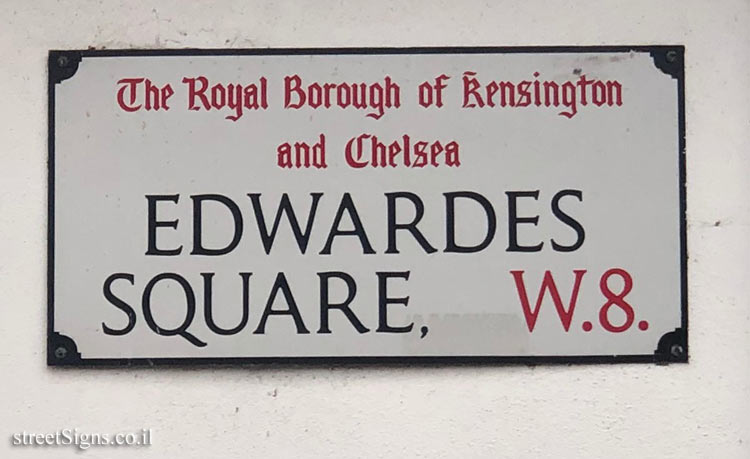 The Royal Borough of Kensington
and Chelsea
EDWARDES
SQUARE, W.8.
streetSigns.co.il